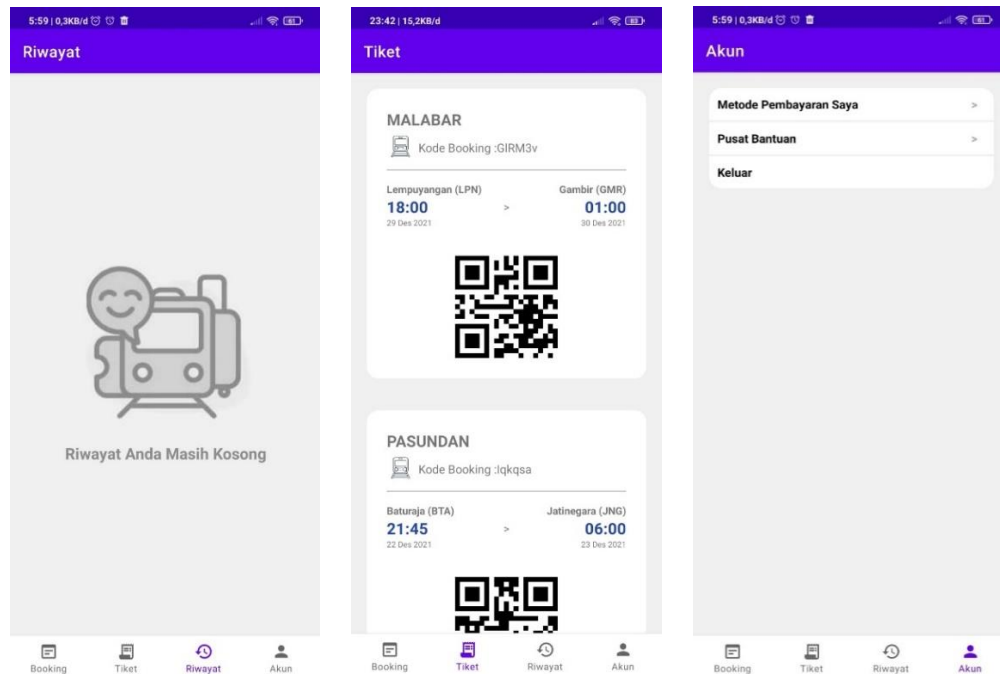 5:59 | 0,3KB/d
Riwayat
Riwayat Anda Masih Kosong
Booking
Tiket
Riwayat
Akun
23:42 | 15,2KB/d
Tiket
MALABAR
Kode Booking :GIRM3v
Lempuyangan (LPN) Gambir (GMR)
18:00 > 01:00
29 Des 2021 30 Des 2021
PASUNDAN
Kode Booking :Iqkqsa
Baturaja (BTA) Jatinegara (JNG)
21:45 > 06:00
22 Des 2021 23 Des 2021
Booking
Tiket
Riwayat
Akun
5:59 | 0,3KB/d
Akun
Metode Pembayaran Saya >
Pusat Bantuan >
Keluar
Booking
Tiket
Riwayat
Akun